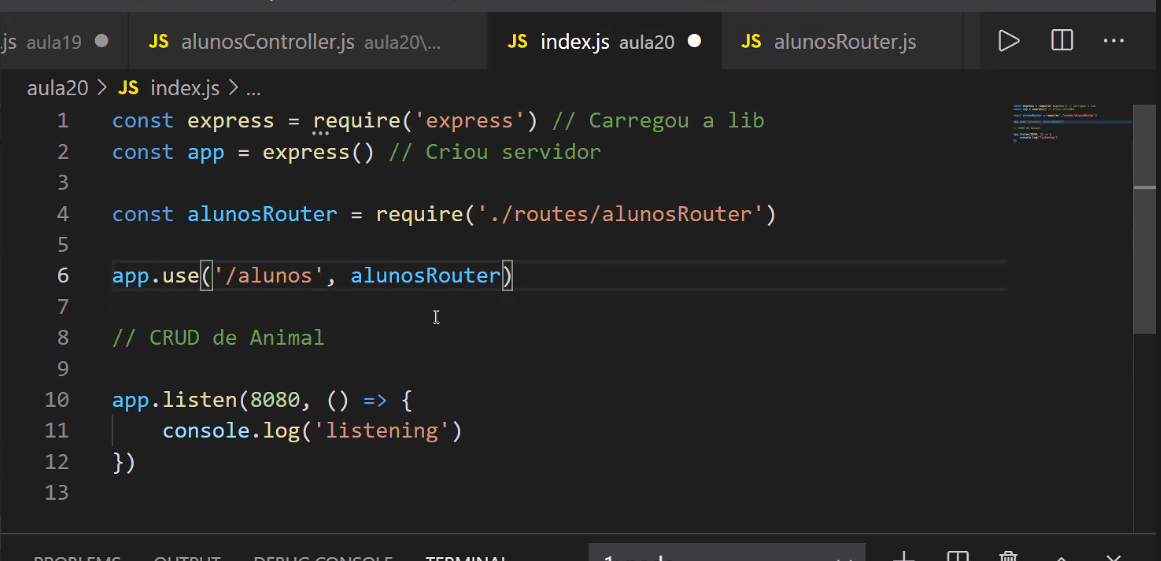 .js aula19 JS alunosController.js aula20\... JS index.js aula20 JS alunosRouter.js ...
aula20 > JS index.js > ...
1 const express = require('express') // Carregou a lib
2 const app = express() // Criou servidor
3
4 const alunosRouter = require('./routes/alunosRouter')
5
6 app.use('/alunos', alunosRouter)
7
8 // CRUD de Animal
9
10 app.listen(8080, () => {
11 console.log('listening')
12 })
13
PROBLEMS OUTPUT DEBUG CONSOLE TERMINAL